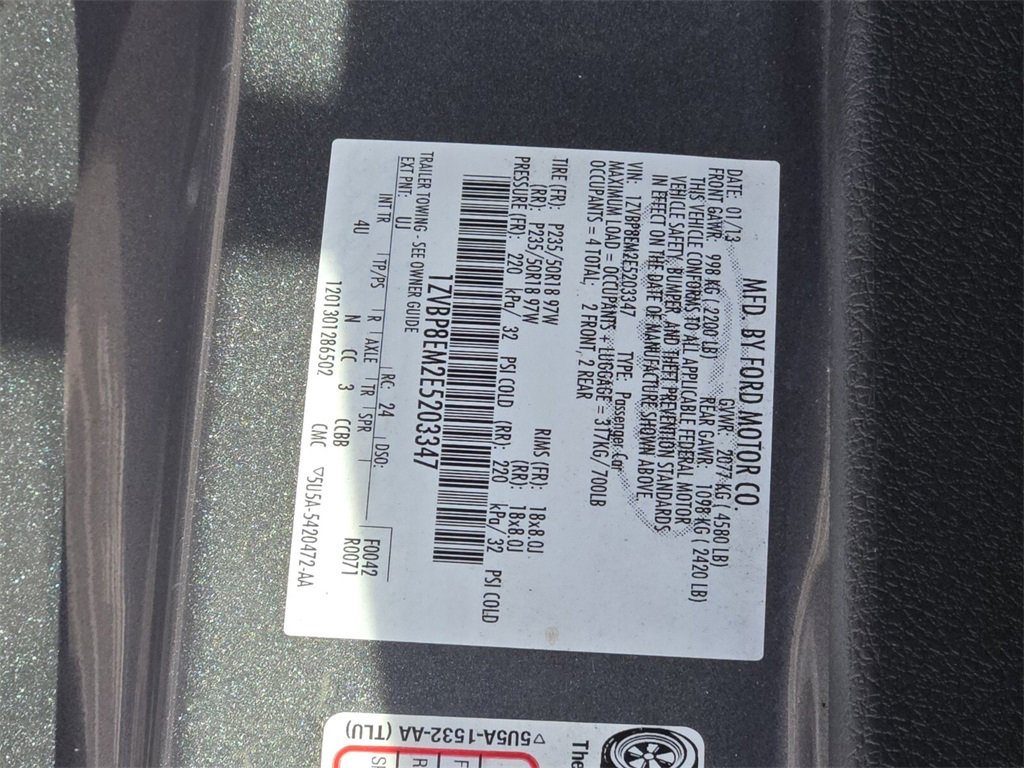 MFD. BY FORD MOTOR CO.
DATE: 01/13 GVWR: 2077 KG ( 4580 LB)
FRONT GAWR: 998 KG ( 2200 LB) REAR GAWR: 1098 KG ( 2420 LB)
THIS VEHICLE CONFORMS TO ALL APPLICABLE FEDERAL MOTOR
VEHICLE SAFETY, BUMPER, AND THEFT PREVENTION STANDARDS
IN EFFECT ON THE DATE OF MANUFACTURE SHOWN ABOVE.
VIN: 1ZVBP8EM2E5203347 TYPE: Passenger Car
MAXIMUM LOAD = OCCUPANTS + LUGGAGE = 317KG/700LB
OCCUPANTS = 4 TOTAL; 2 FRONT, 2 REAR
TIRE (FR): P235/50R18 97W RIMS (FR): 18x8.0J
(RR): P235/50R18 97W (RR): 18x8.0J
PRESSURE (FR): 220 kPa/ 32 PSI COLD (RR): 220 kPa/ 32 PSI COLD
1ZVBP8EM2E5203347
TRAILER TOWING - SEE OWNER GUIDE
EXT PNT: UJ RC: 24 DSO: F0042
R0071
INT TR TP/PS R AXLE TR SPR
4U N CC 3 CCBB
1201301286502 CMC ▽5U5A-5420472-AA
▽5U5A-1532-AA (TLU)
The